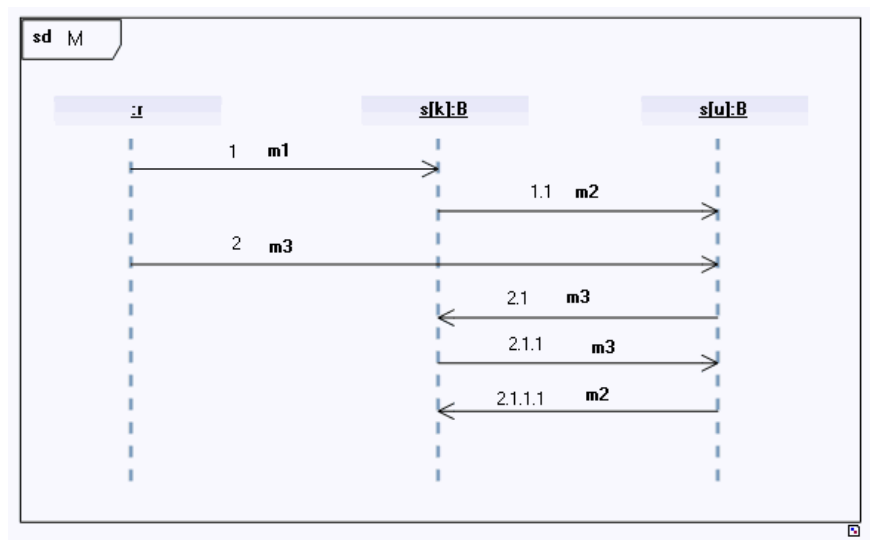 sd M
:r s[k]:B s[u]:B
1 m1
1.1 m2
2 m3
2.1 m3
2.1.1 m3
2.1.1.1 m2